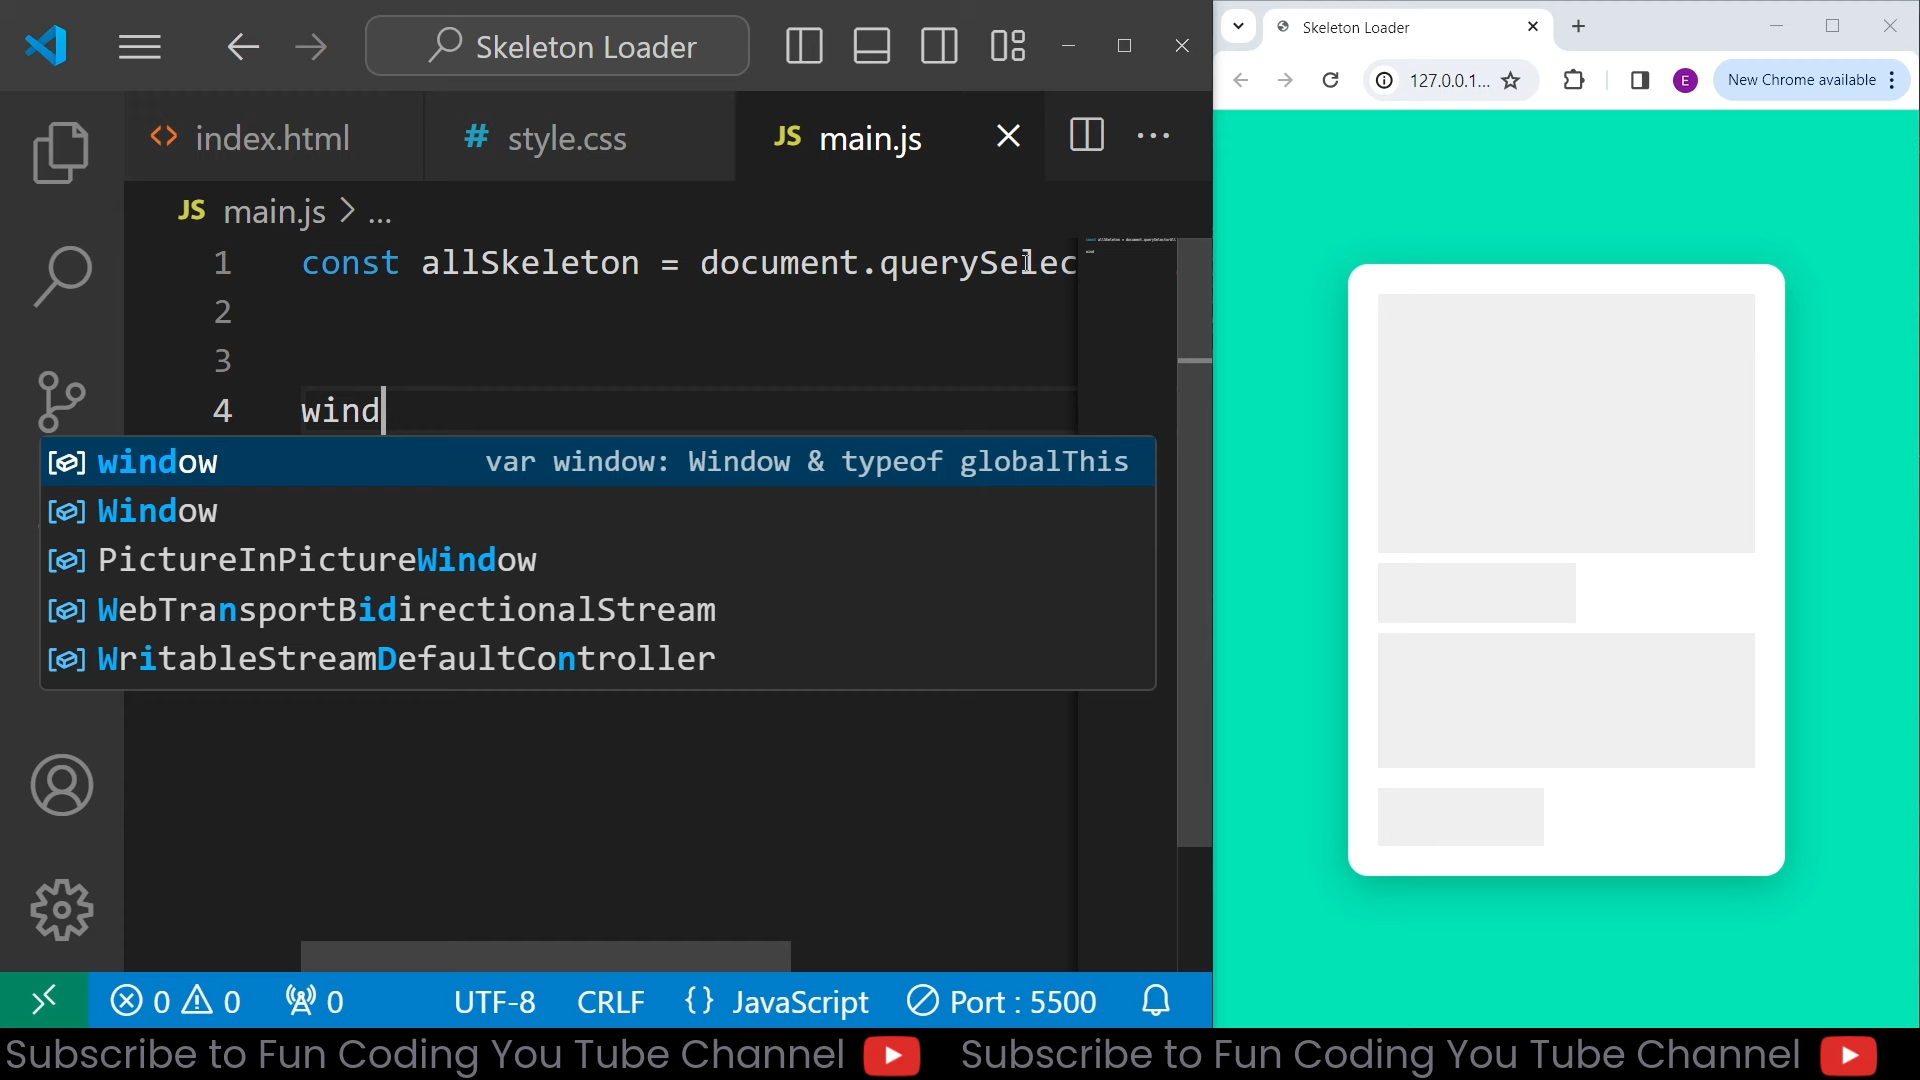 Skeleton Loader
index.html
# style.css
JS main.js
JS main.js > ...
1 const allSkeleton = document.querySelec
2
3
4 wind
window var window: Window & typeof globalThis
Window
PictureInPictureWindow
WebTransportBidirectionalStream
WritableStreamDefaultController
0 0 0 UTF-8 CRLF {} JavaScript Port : 5500
Skeleton Loader
127.0.0.1... E New Chrome available
Subscribe to Fun Coding You Tube Channel Subscribe to Fun Coding You Tube Channel